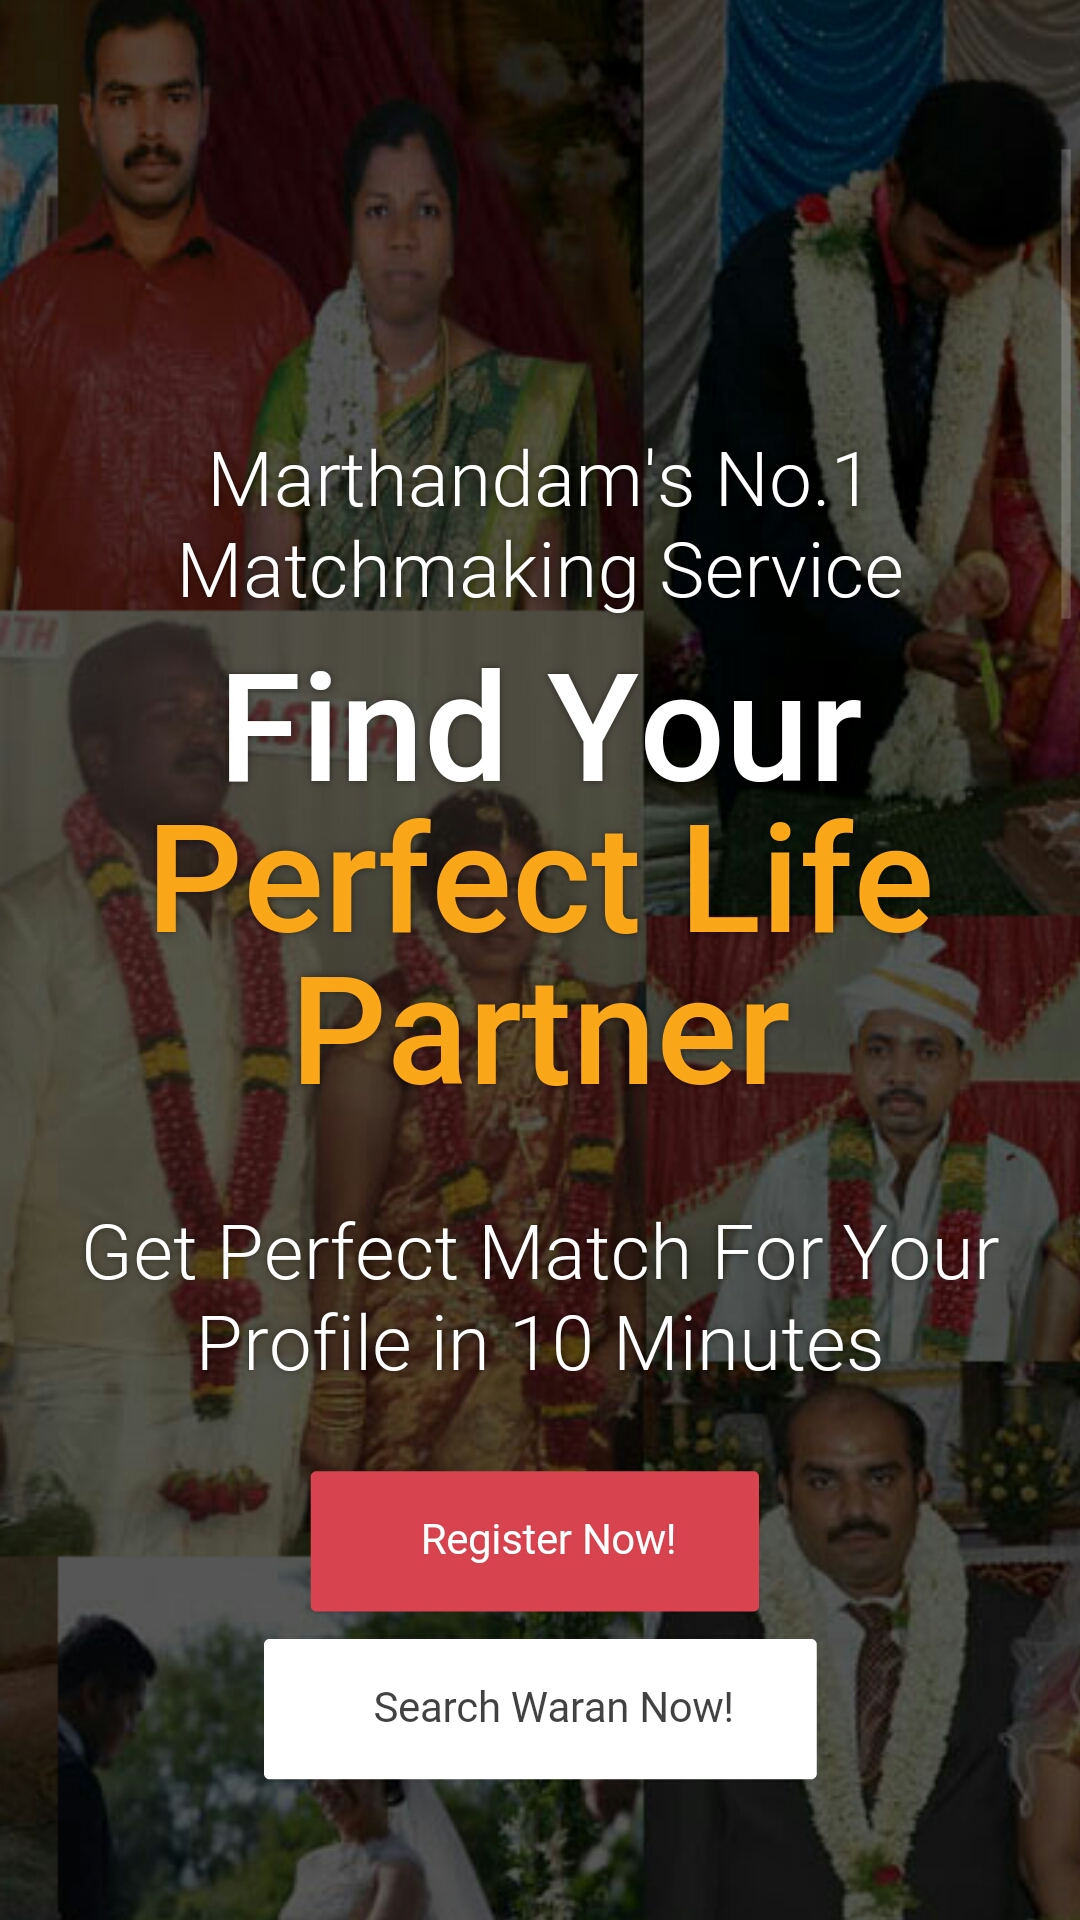 Marthandam's No.1
Matchmaking Service
ITH
Find Your
Perfect Life
Partner
Get Perfect Match For Your
Profile in 10 Minutes
Register Now!
Search Waran Now!